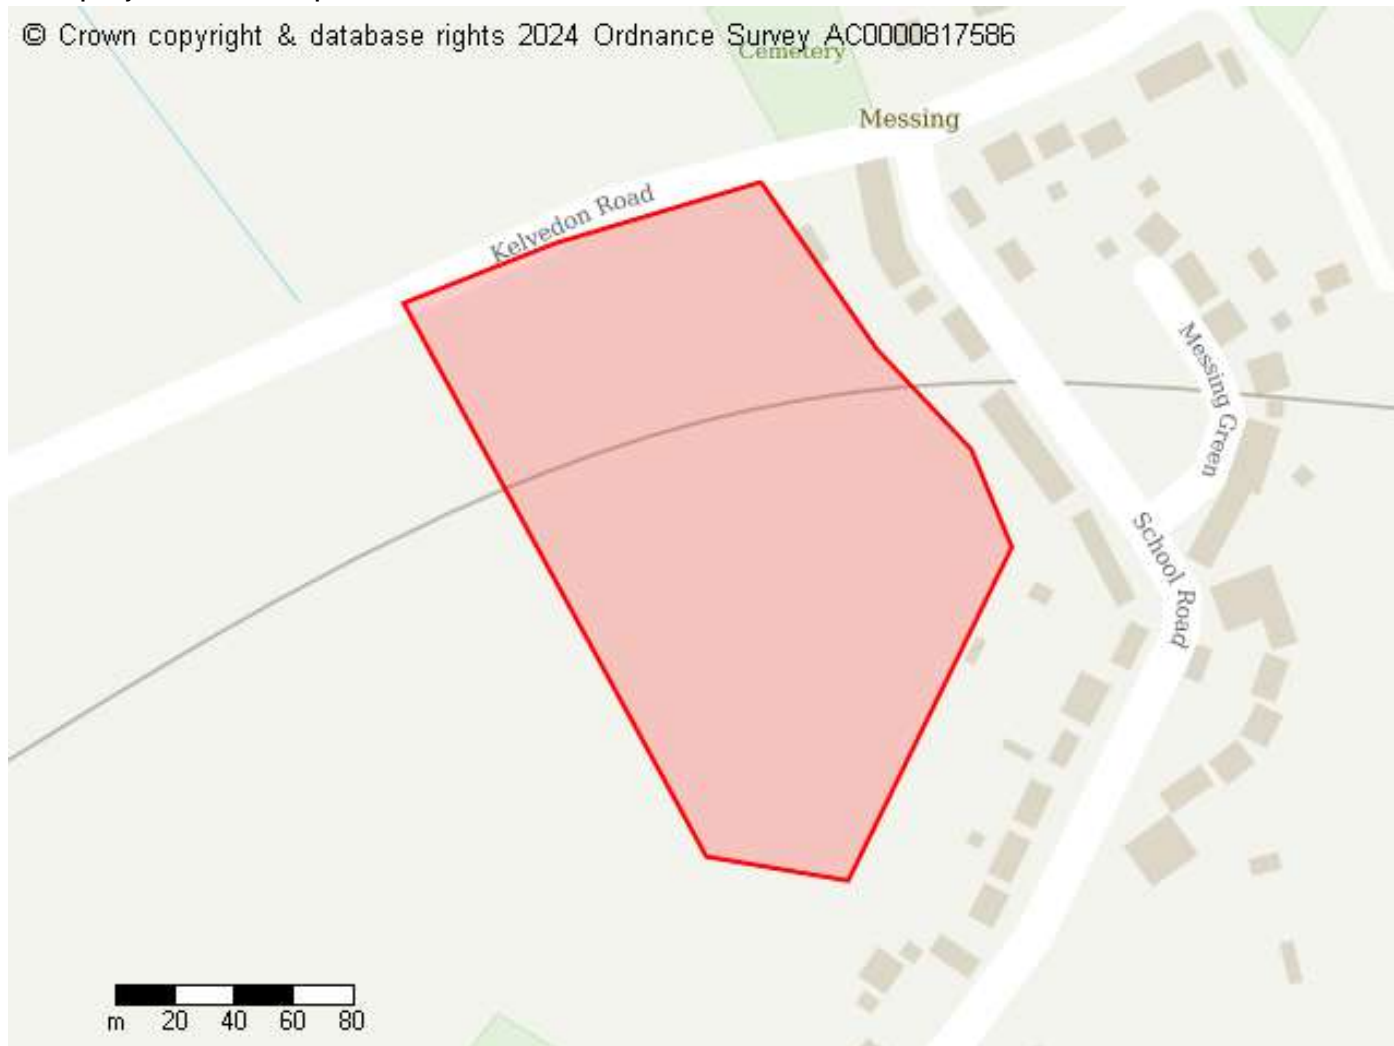 © Crown copyright & database rights 2024 Ordnance Survey AC0000817586
Cemetery
Messing
Kelvedon Road
Messing Green
School Road
m 20 40 60 80